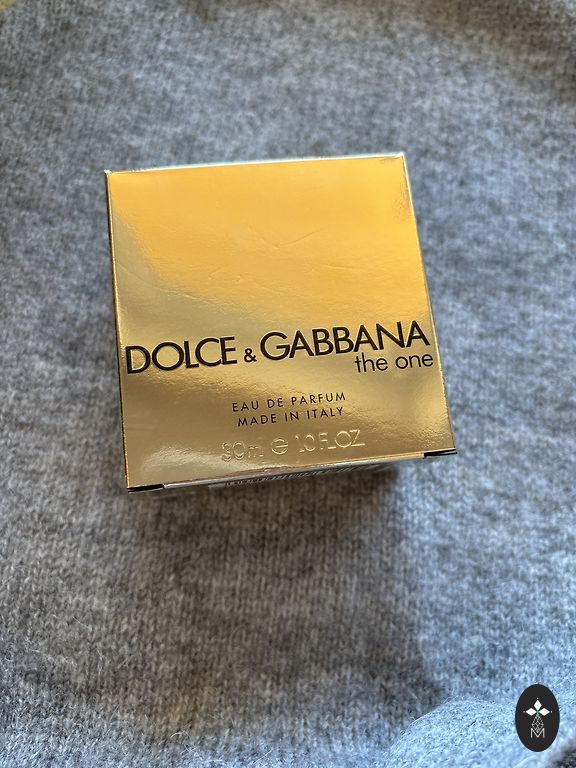 DOLCE & GABBANA
the one
EAU DE PARFUM
MADE IN ITALY
30ml ℮ 1.0 FL.OZ
M